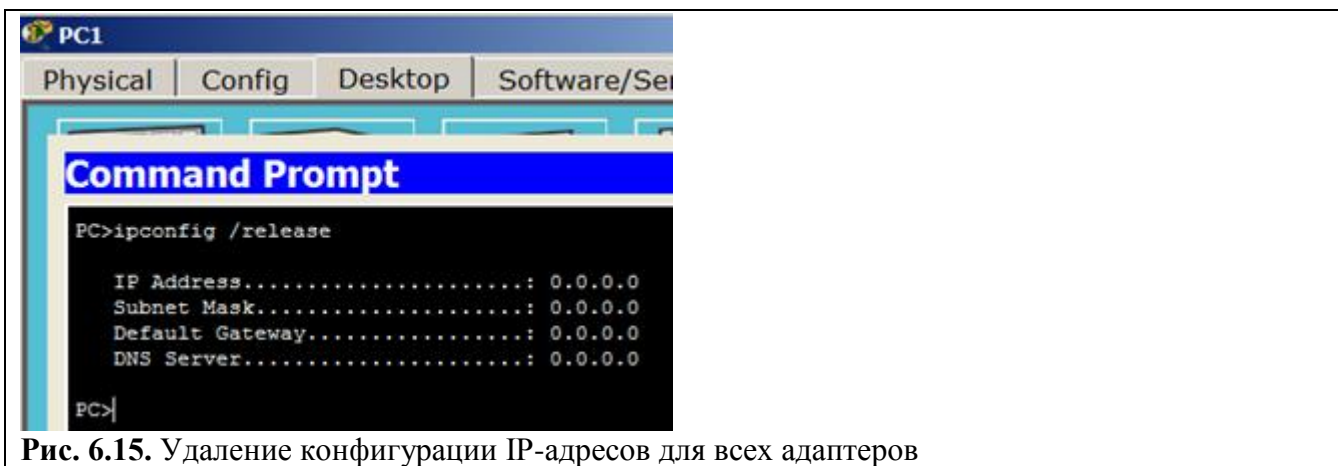 PC1
Physical Config Desktop Software/Ser
Command Prompt
PC>ipconfig /release
IP Address......................: 0.0.0.0
Subnet Mask.....................: 0.0.0.0
Default Gateway.................: 0.0.0.0
DNS Server......................: 0.0.0.0
PC>
Рис. 6.15. Удаление конфигурации IP-адресов для всех адаптеров